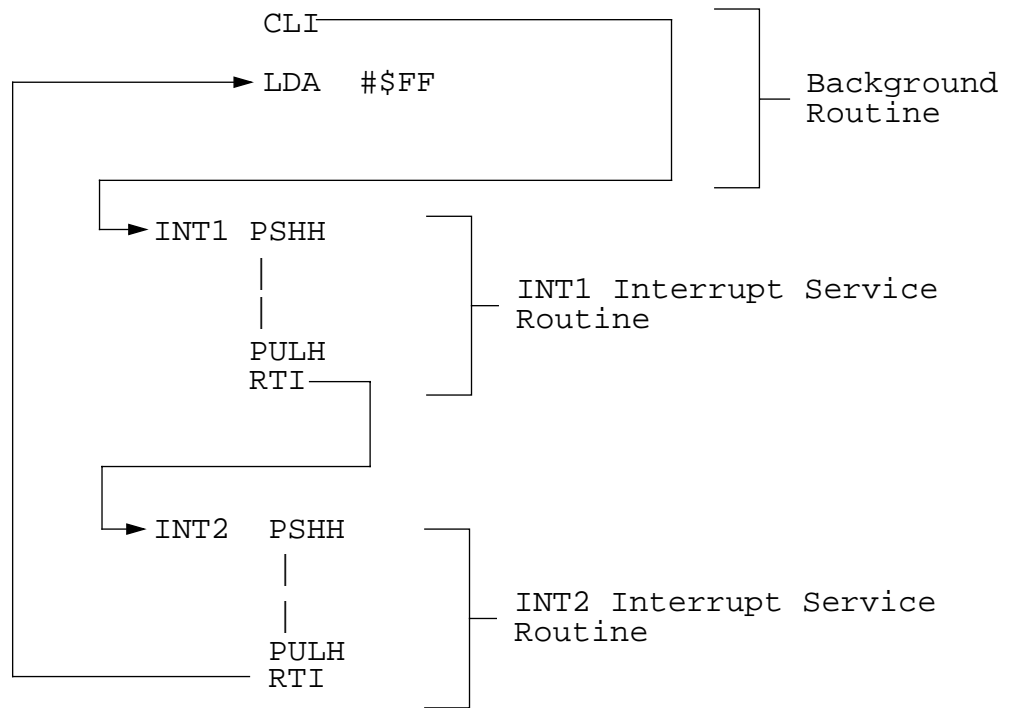 CLI
LDA #$FF
Background
Routine
INT1 PSHH
INT1 Interrupt Service
Routine
PULH
RTI
INT2 PSHH
INT2 Interrupt Service
Routine
PULH
RTI